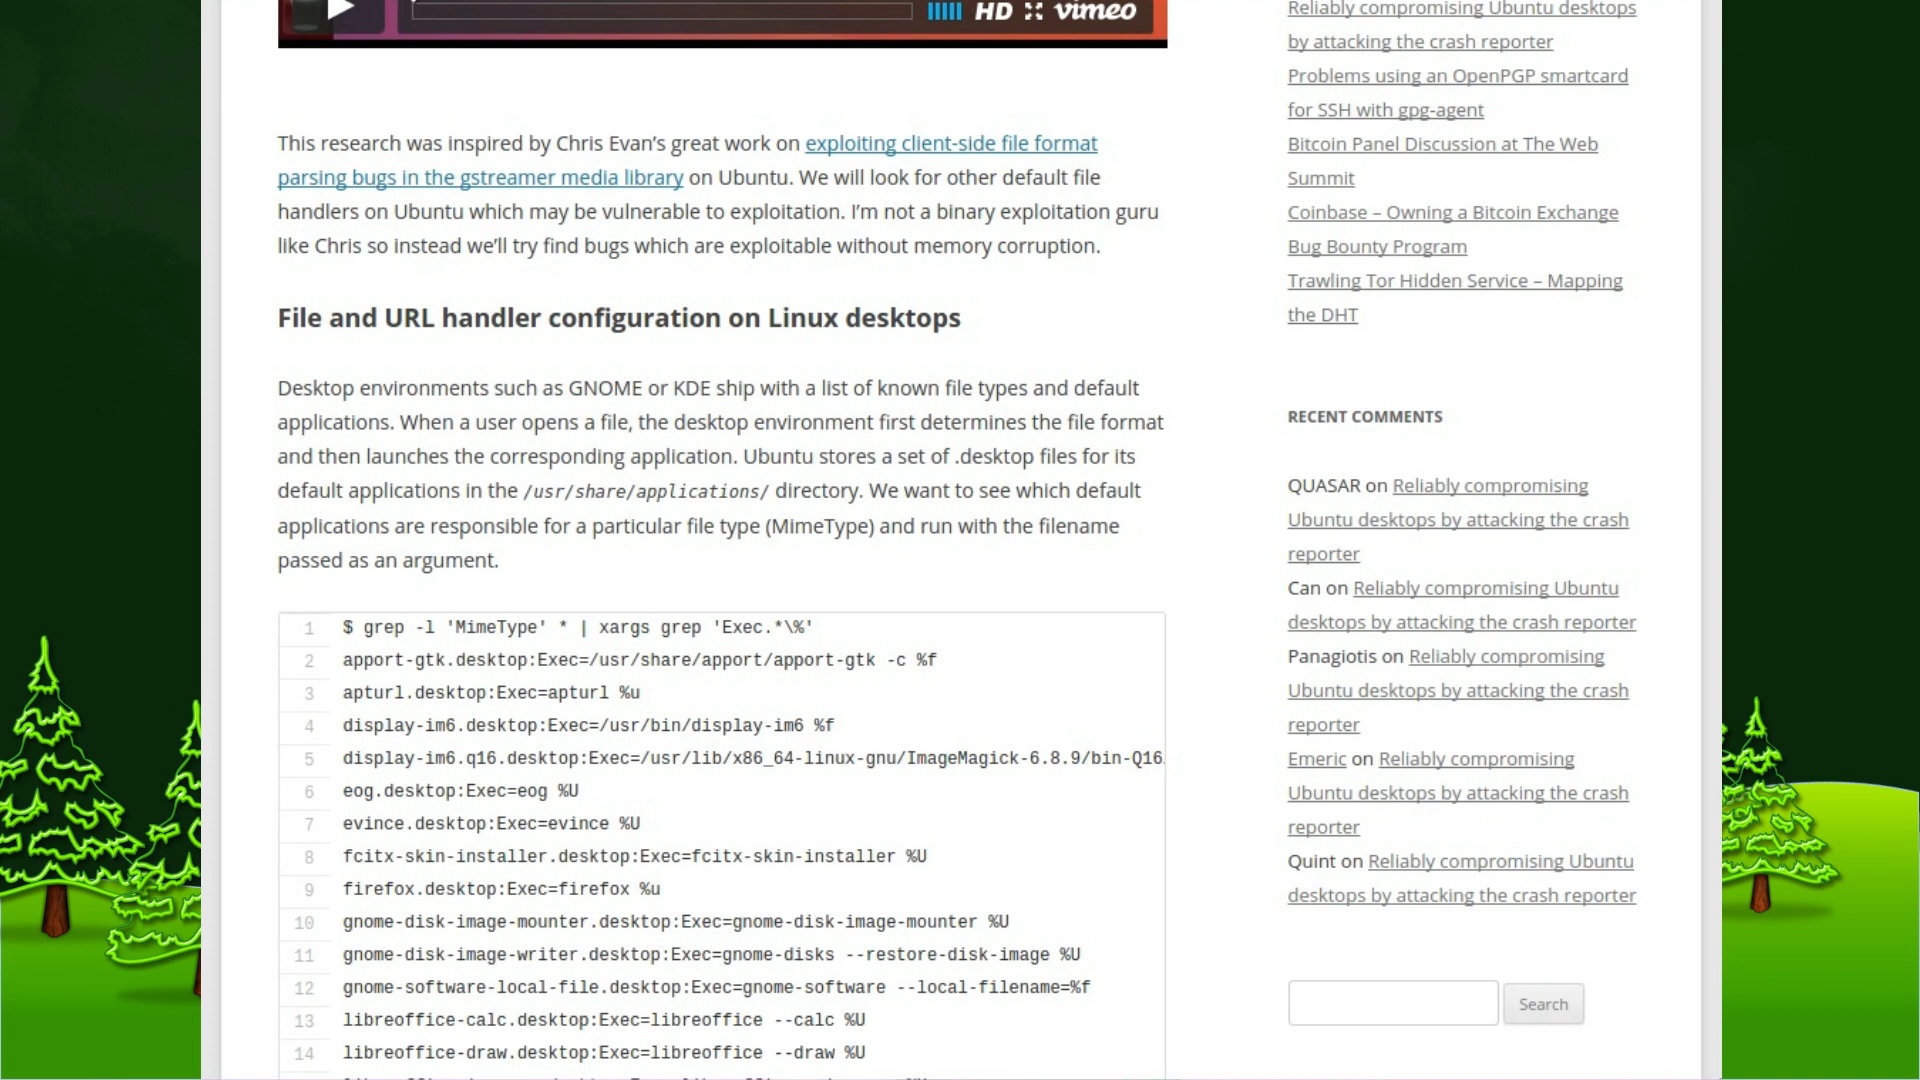 HD vimeo
This research was inspired by Chris Evan’s great work on exploiting client-side file format
parsing bugs in the gstreamer media library on Ubuntu. We will look for other default file
handlers on Ubuntu which may be vulnerable to exploitation. I’m not a binary exploitation guru
like Chris so instead we’ll try find bugs which are exploitable without memory corruption.
File and URL handler configuration on Linux desktops
Desktop environments such as GNOME or KDE ship with a list of known file types and default
applications. When a user opens a file, the desktop environment first determines the file format
and then launches the corresponding application. Ubuntu stores a set of .desktop files for its
default applications in the /usr/share/applications/ directory. We want to see which default
applications are responsible for a particular file type (MimeType) and run with the filename
passed as an argument.
1 $ grep -l 'MimeType' * | xargs grep 'Exec.*\%'
2 apport-gtk.desktop:Exec=/usr/share/apport/apport-gtk -c %f
3 apturl.desktop:Exec=apturl %u
4 display-im6.desktop:Exec=/usr/bin/display-im6 %f
5 display-im6.q16.desktop:Exec=/usr/lib/x86_64-linux-gnu/ImageMagick-6.8.9/bin-Q16
6 eog.desktop:Exec=eog %U
7 evince.desktop:Exec=evince %U
8 fcitx-skin-installer.desktop:Exec=fcitx-skin-installer %U
9 firefox.desktop:Exec=firefox %u
10 gnome-disk-image-mounter.desktop:Exec=gnome-disk-image-mounter %U
11 gnome-disk-image-writer.desktop:Exec=gnome-disks --restore-disk-image %U
12 gnome-software-local-file.desktop:Exec=gnome-software --local-filename=%f
13 libreoffice-calc.desktop:Exec=libreoffice --calc %U
14 libreoffice-draw.desktop:Exec=libreoffice --draw %U
Reliably compromising Ubuntu desktops
by attacking the crash reporter
Problems using an OpenPGP smartcard
for SSH with gpg-agent
Bitcoin Panel Discussion at The Web
Summit
Coinbase – Owning a Bitcoin Exchange
Bug Bounty Program
Trawling Tor Hidden Service – Mapping
the DHT
RECENT COMMENTS
QUASAR on Reliably compromising
Ubuntu desktops by attacking the crash
reporter
Can on Reliably compromising Ubuntu
desktops by attacking the crash reporter
Panagiotis on Reliably compromising
Ubuntu desktops by attacking the crash
reporter
Emeric on Reliably compromising
Ubuntu desktops by attacking the crash
reporter
Quint on Reliably compromising Ubuntu
desktops by attacking the crash reporter
Search